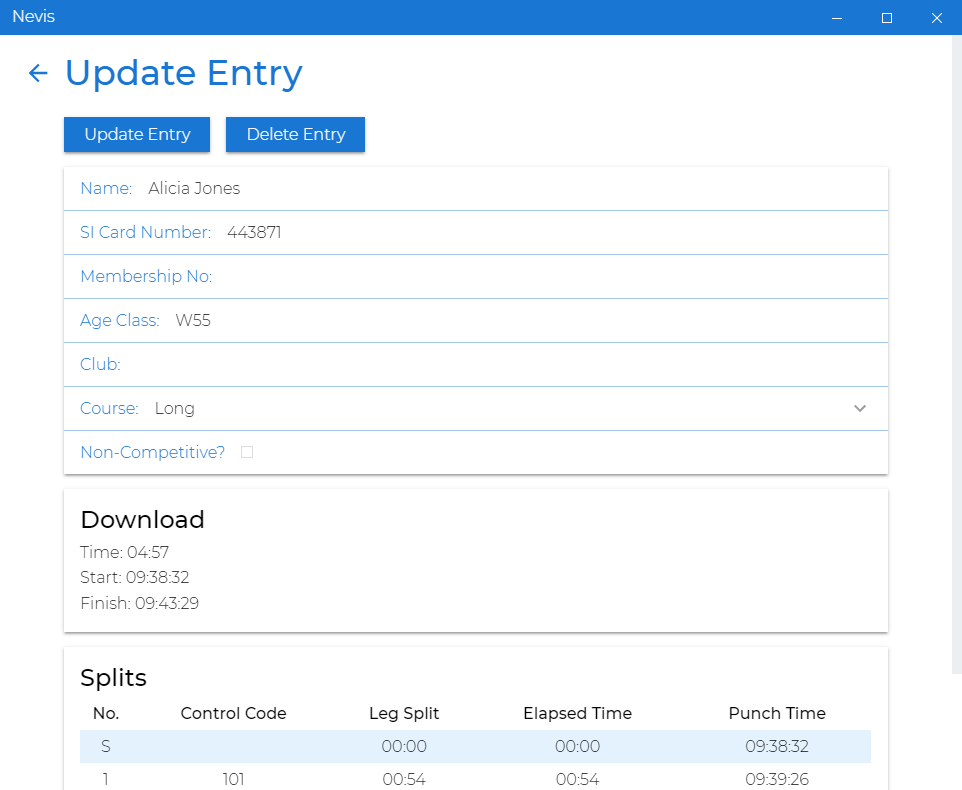 Nevis
Update Entry
Update Entry Delete Entry
Name: Alicia Jones
SI Card Number: 443871
Membership No:
Age Class: W55
Club:
Course: Long
Non-Competitive?
Download
Time: 04:57
Start: 09:38:32
Finish: 09:43:29
Splits
No. Control Code Leg Split Elapsed Time Punch Time
S 00:00 00:00 09:38:32
1 101 00:54 00:54 09:39:26